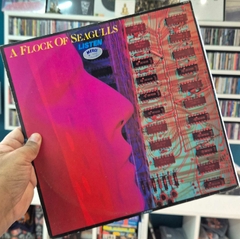 A FLOCK OF SEAGULLS
LISTEN